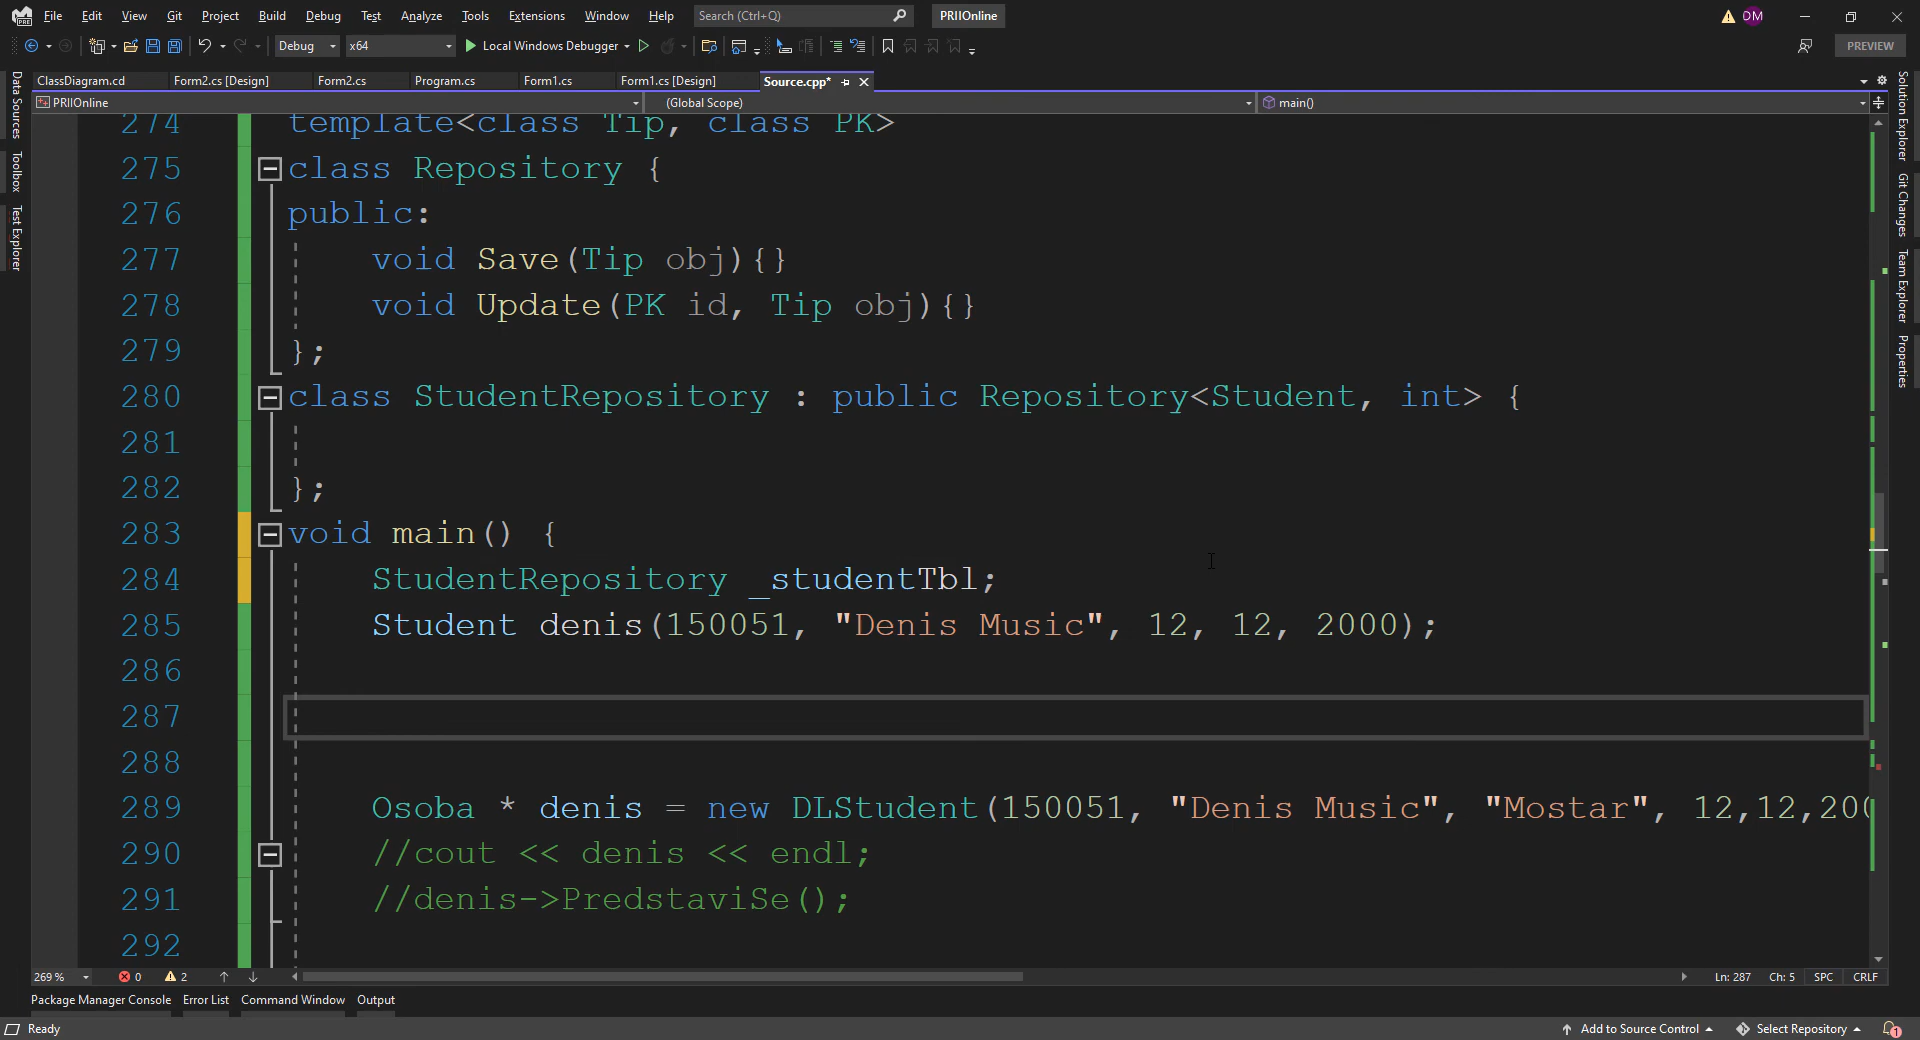 File Edit View Git Project Build Debug Test Analyze Tools Extensions Window Help Search (Ctrl+Q) PRIIOnline DM
Debug x64 Local Windows Debugger PREVIEW
ClassDiagram.cd Form2.cs [Design] Form2.cs Program.cs Form1.cs Form1.cs [Design] Source.cpp*
PRIIOnline (Global Scope) main()
Data Sources
Toolbox
Test Explorer
274 template<class Tip, class PK>
275 class Repository {
276 public:
277 void Save(Tip obj){}
278 void Update(PK id, Tip obj){}
279 };
280 class StudentRepository : public Repository<Student, int> {
281
282 };
283 void main() {
284 StudentRepository _studentTbl;
285 Student denis(150051, "Denis Music", 12, 12, 2000);
286
287
288
289 Osoba * denis = new DLStudent(150051, "Denis Music", "Mostar", 12,12,200
290 //cout << denis << endl;
291 //denis->PredstaviSe();
292
Solution Explorer
Git Changes
Team Explorer
Properties
269 % 0 2 Ln: 287 Ch: 5 SPC CRLF
Package Manager Console Error List Command Window Output
Ready Add to Source Control Select Repository 1